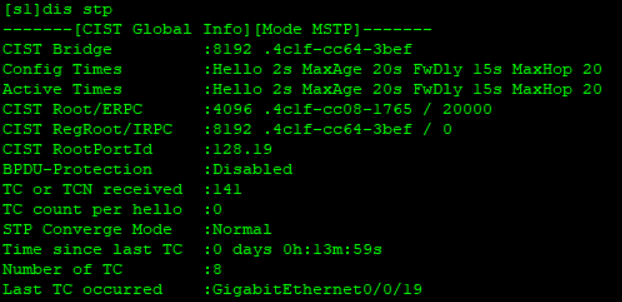 [s1]dis stp
-------[CIST Global Info][Mode MSTP]-------
CIST Bridge         :8192 .4c1f-cc64-3bef
Config Times        :Hello 2s MaxAge 20s FwDly 15s MaxHop 20
Active Times        :Hello 2s MaxAge 20s FwDly 15s MaxHop 20
CIST Root/ERPC      :4096 .4c1f-cc08-1765 / 20000
CIST RegRoot/IRPC   :8192 .4c1f-cc64-3bef / 0
CIST RootPortId     :128.19
BPDU-Protection     :Disabled
TC or TCN received  :141
TC count per hello  :0
STP Converge Mode   :Normal
Time since last TC  :0 days 0h:13m:59s
Number of TC        :8
Last TC occurred    :GigabitEthernet0/0/19